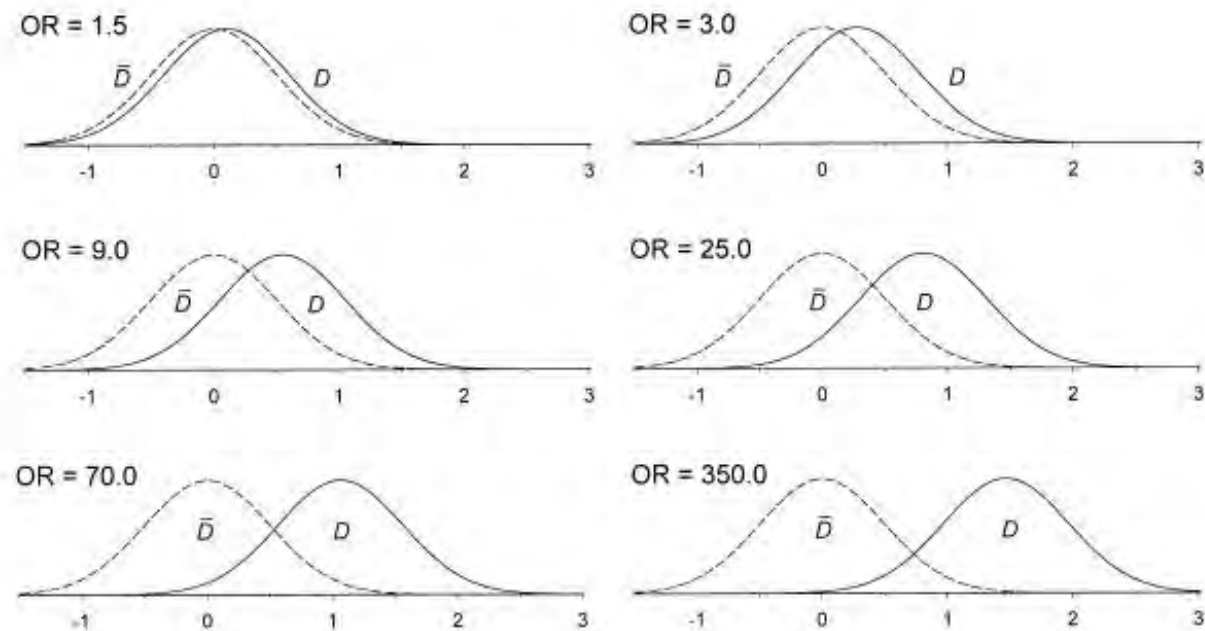 OR = 1.5
D̄
D
-1 0 1 2 3
OR = 3.0
D̄
D
-1 0 1 2 3
OR = 9.0
D̄
D
-1 0 1 2 3
OR = 25.0
D̄
D
-1 0 1 2 3
OR = 70.0
D̄
D
-1 0 1 2 3
OR = 350.0
D̄
D
-1 0 1 2 3